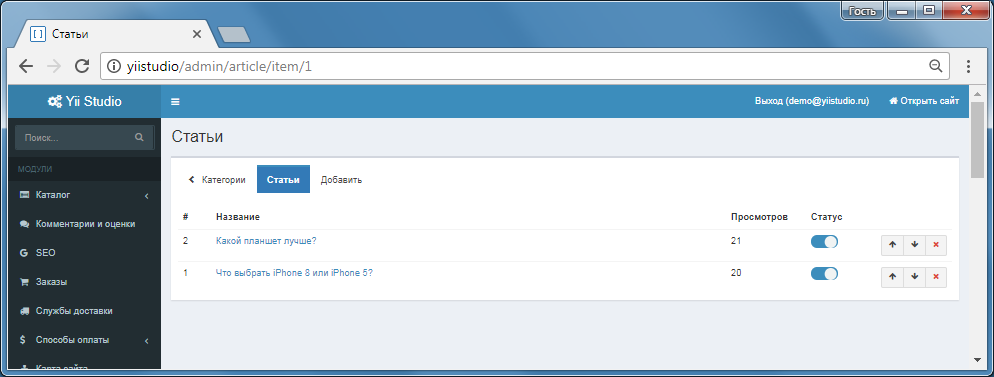 Гость
Статьи
yiistudio/admin/article/item/1
Yii Studio
Выход (demo@yiistudio.ru) Открыть сайт
Поиск...
Статьи
МОДУЛИ
Категории Статьи Добавить
Каталог
# Название Просмотров Статус
Комментарии и оценки
2 Какой планшет лучше? 21
SEO
1 Что выбрать iPhone 8 или iPhone 5? 20
Заказы
Службы доставки
Способы оплаты
Карта сайта